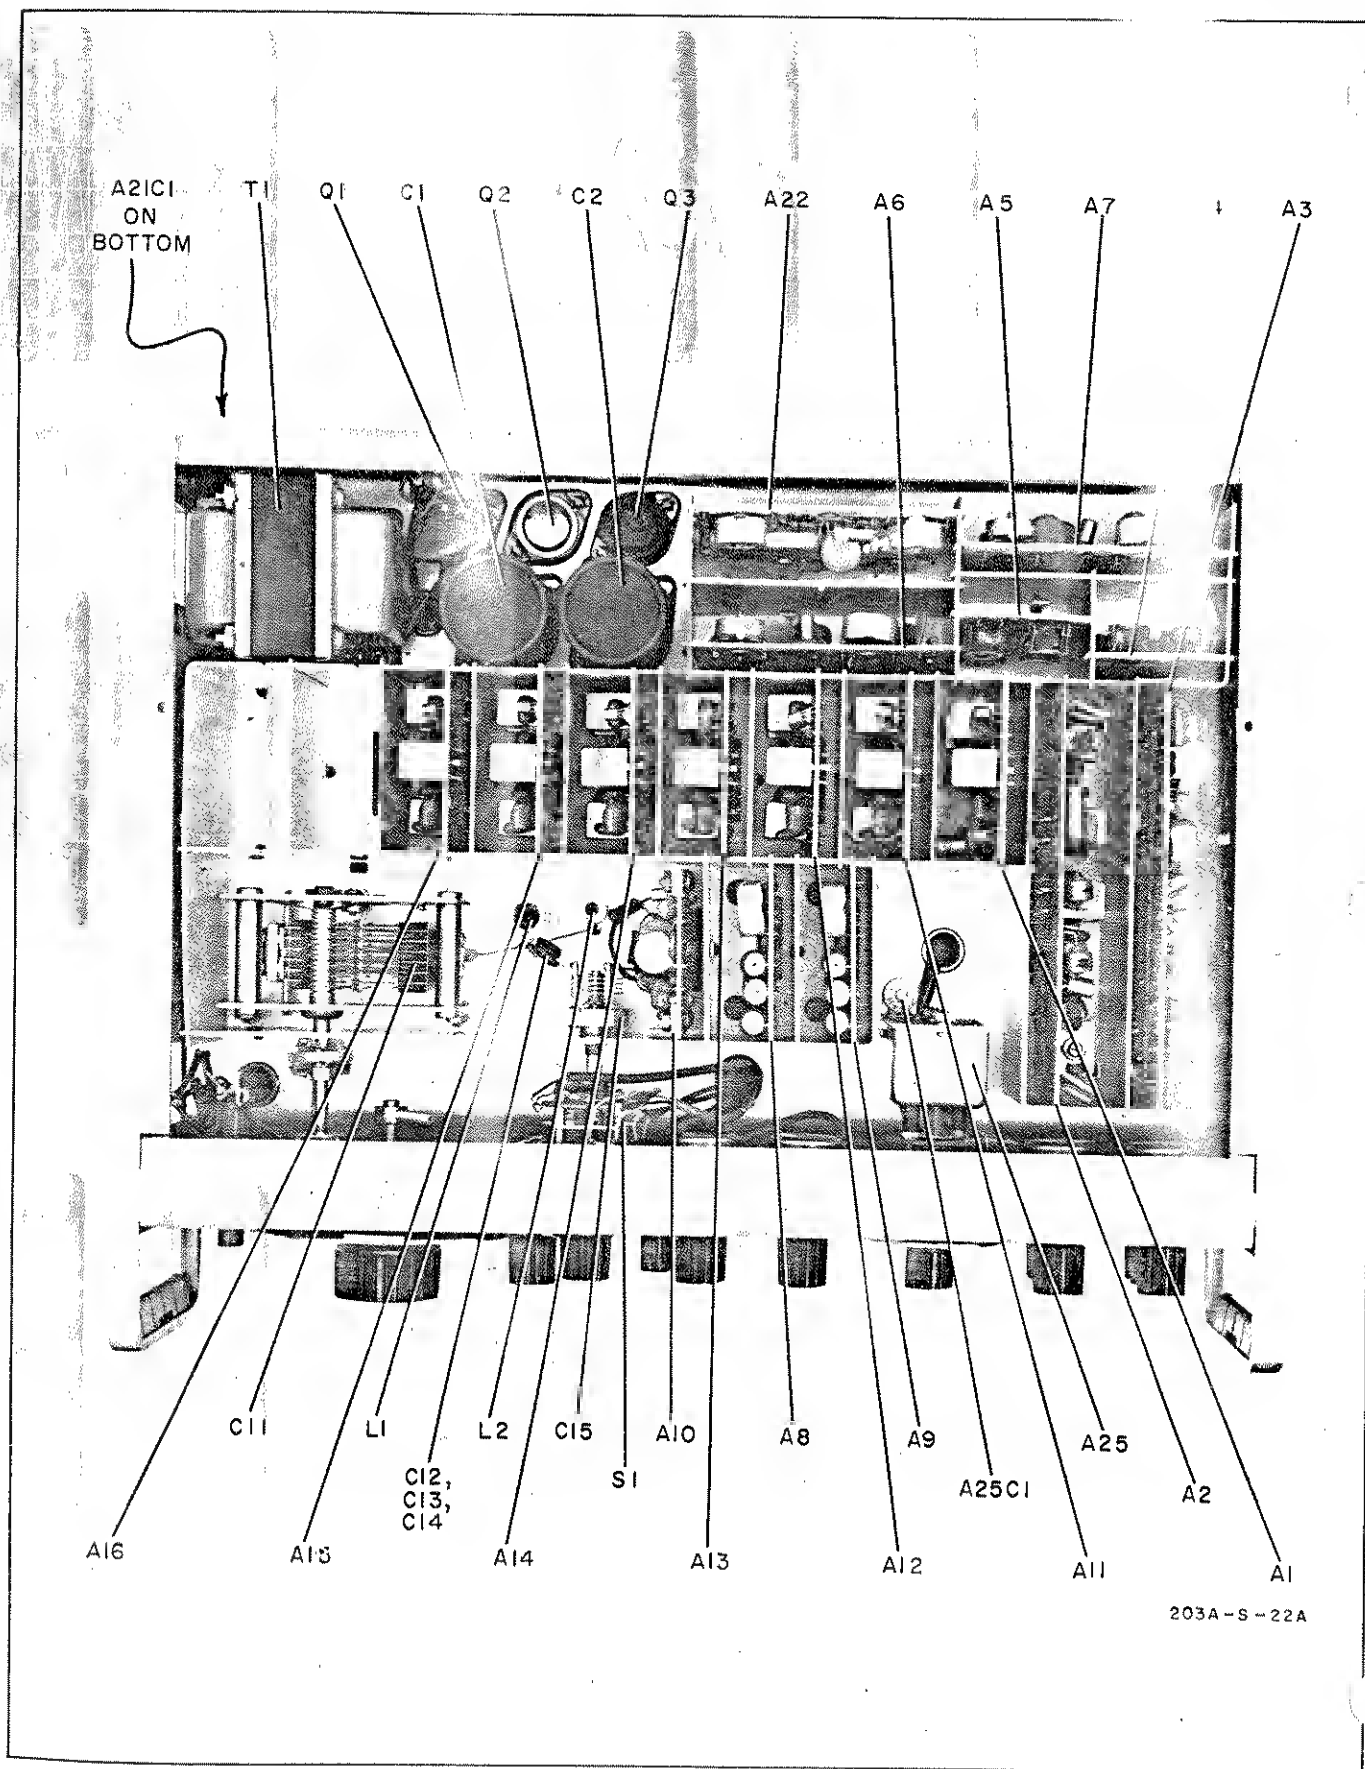 A21C1 T1 Q1 C1 Q2 C2 Q3 A22 A6 A5 A7 A3
ON
BOTTOM
C11 L1 L2 C15 A10 A8 A9 A25
C12,
C13,
C14
S1 A25C1 A2
A16 A15 A14 A13 A12 A11 A1
203A-S-22A